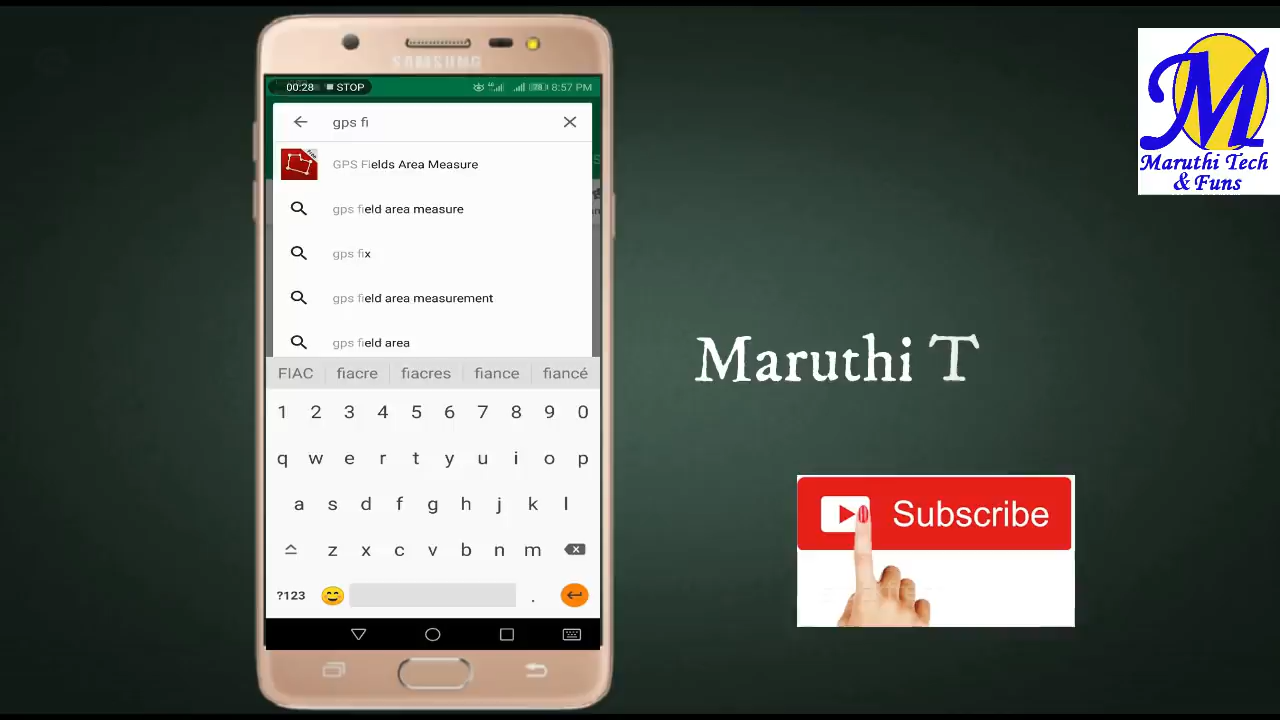 SAMSUNG
00:28 STOP 8:57 PM
gps fi
GPS Fields Area Measure
gps field area measure
gps fix
gps field area measurement
gps field area
FIAC fiacre fiacres fiance fiancé
1 2 3 4 5 6 7 8 9 0
q w e r t y u i o p
a s d f g h j k l
z x c v b n m
?123 .
Maruthi T
Subscribe
M
Maruthi Tech
& Funs